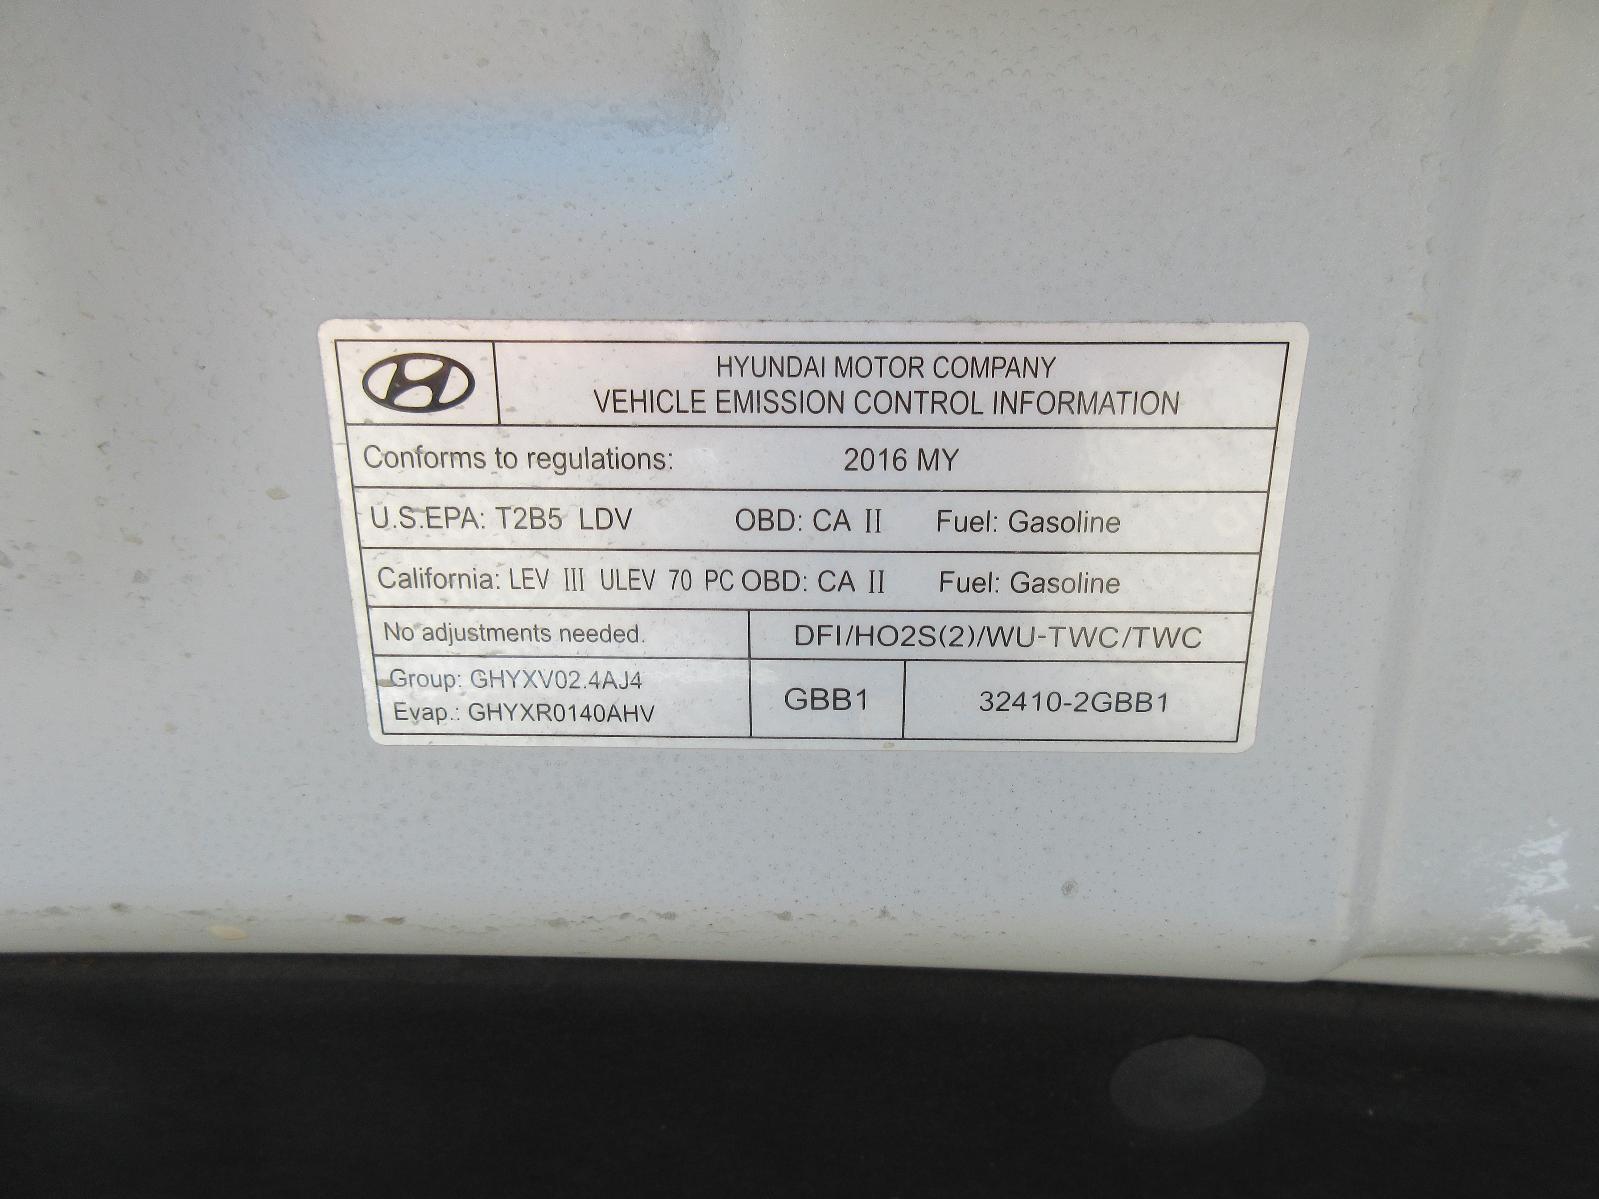 HYUNDAI MOTOR COMPANY
VEHICLE EMISSION CONTROL INFORMATION
Conforms to regulations: 2016 MY
U.S.EPA: T2B5 LDV OBD: CA II Fuel: Gasoline
California: LEV III ULEV 70 PC OBD: CA II Fuel: Gasoline
No adjustments needed. DFI/HO2S(2)/WU-TWC/TWC
Group: GHYXV02.4AJ4
Evap.: GHYXR0140AHV
GBB1 32410-2GBB1